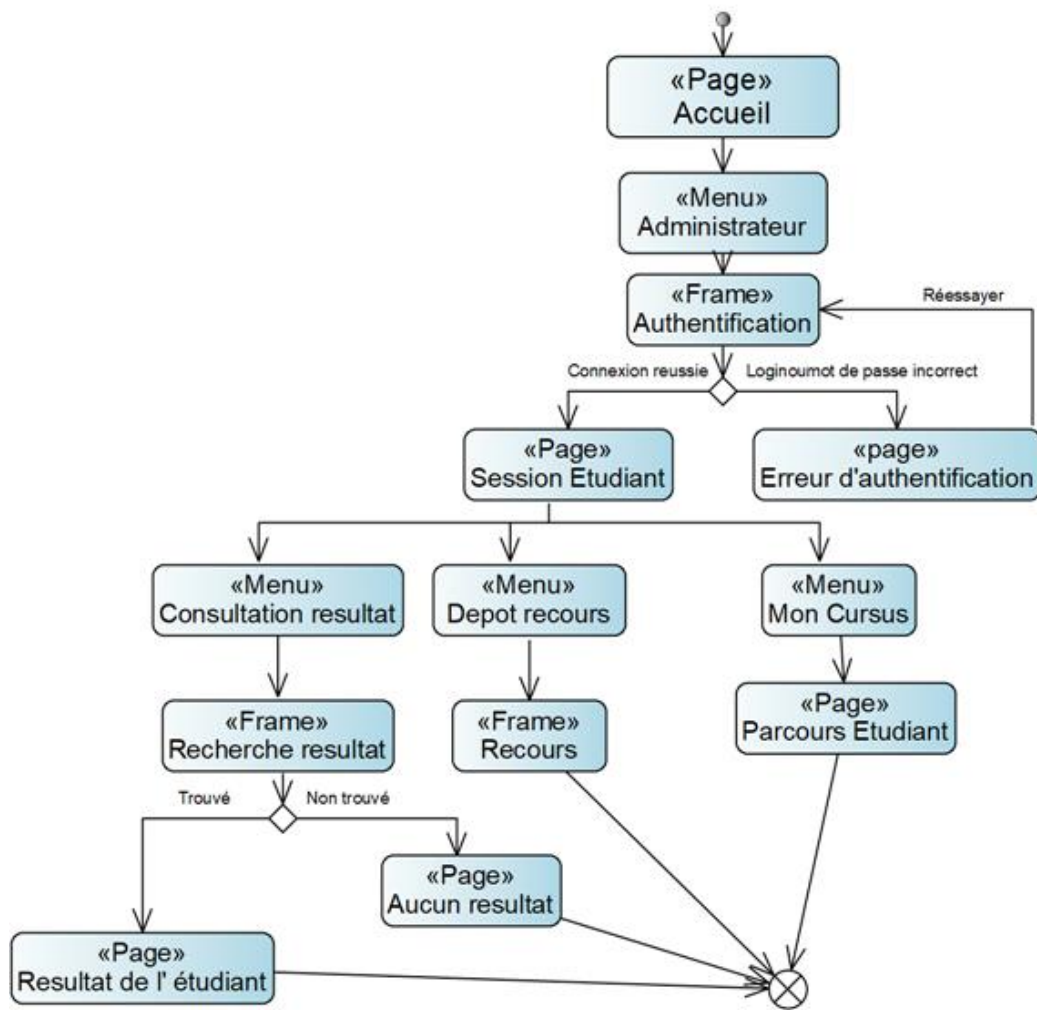 «Page»
Accueil
«Menu»
Administrateur
«Frame»
Authentification
Réessayer
Connexion reussie
Loginoumot de passe incorrect
«Page»
Session Etudiant
«page»
Erreur d'authentification
«Menu»
Consultation resultat
«Menu»
Depot recours
«Menu»
Mon Cursus
«Frame»
Recherche resultat
«Frame»
Recours
«Page»
Parcours Etudiant
Trouvé
Non trouvé
«Page»
Aucun resultat
«Page»
Resultat de l' étudiant